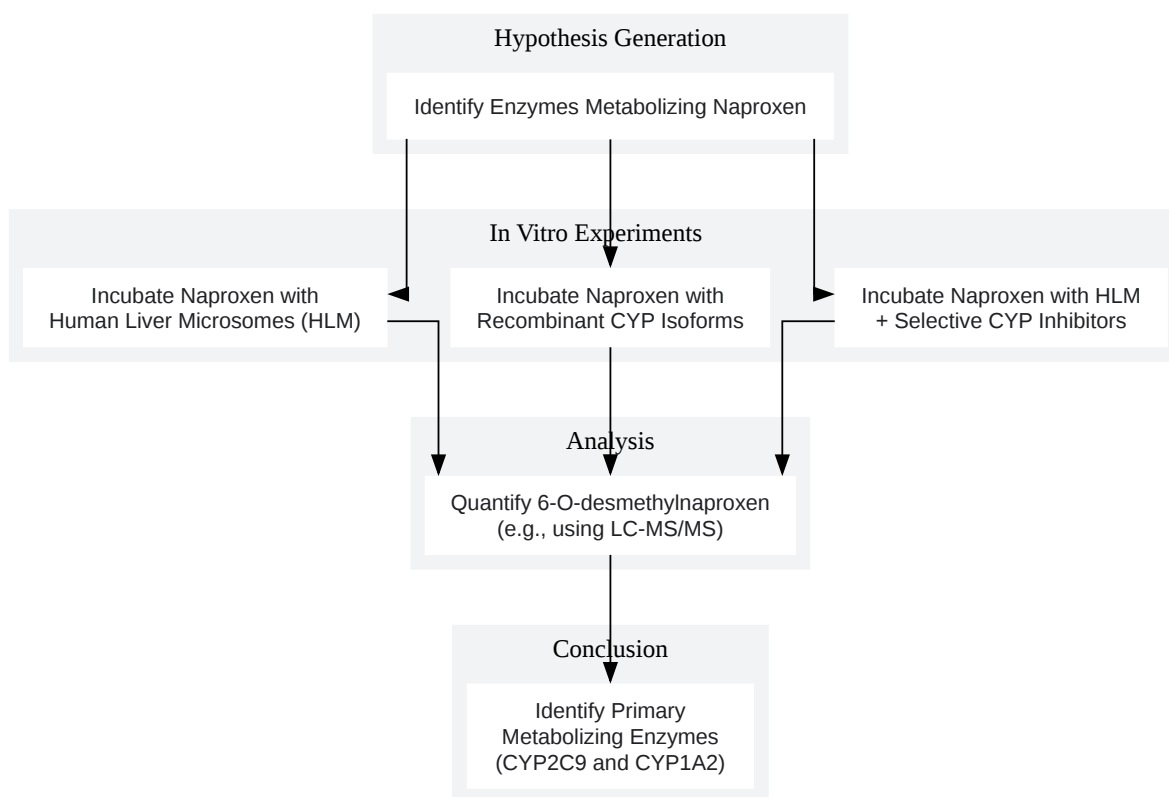 Hypothesis Generation
Identify Enzymes Metabolizing Naproxen
In Vitro Experiments
Incubate Naproxen with
Human Liver Microsomes (HLM)
Incubate Naproxen with
Recombinant CYP Isoforms
Incubate Naproxen with HLM
+ Selective CYP Inhibitors
Analysis
Quantify 6-O-desmethylnaproxen
(e.g., using LC-MS/MS)
Conclusion
Identify Primary
Metabolizing Enzymes
(CYP2C9 and CYP1A2)